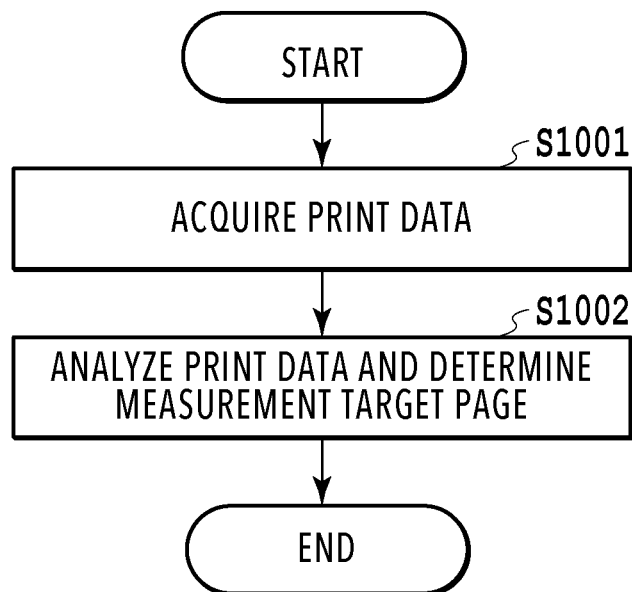 START
S1001
ACQUIRE PRINT DATA
S1002
ANALYZE PRINT DATA AND DETERMINE
MEASUREMENT TARGET PAGE
END